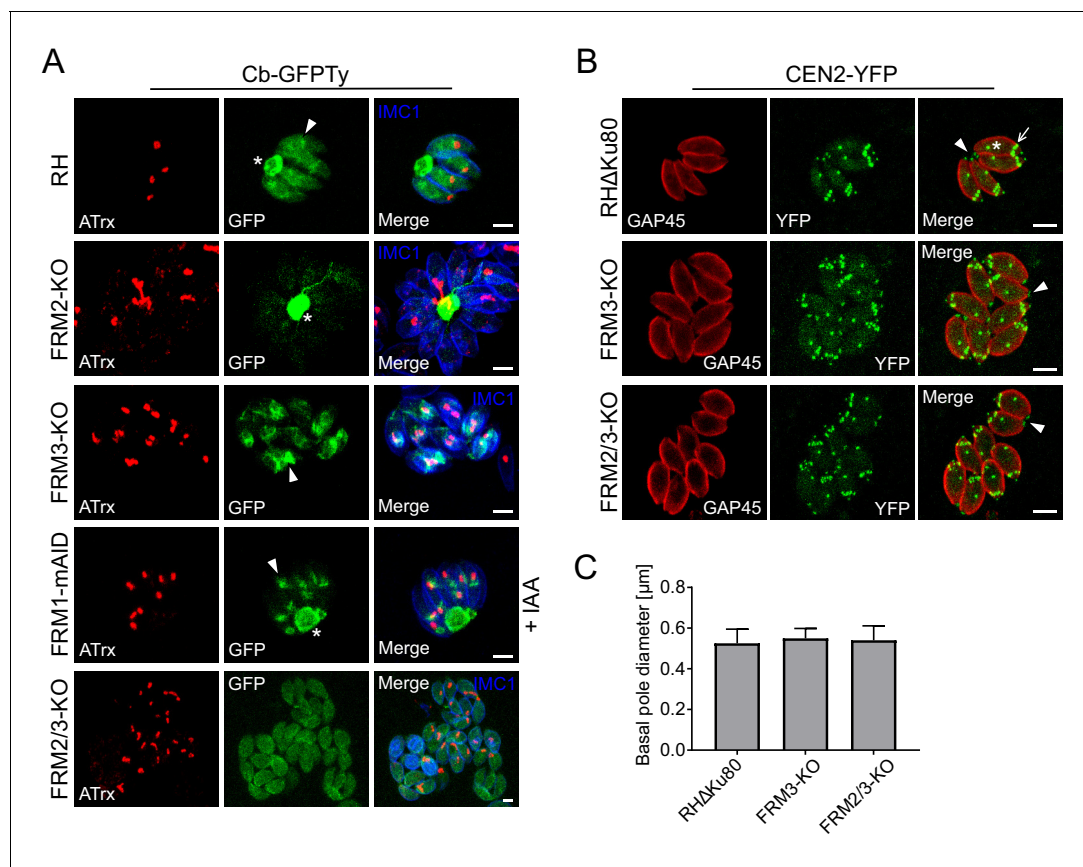 A
Cb-GFPTy
RH
ATrx
GFP
IMC1
Merge
FRM2-KO
ATrx
GFP
IMC1
Merge
FRM3-KO
ATrx
GFP
IMC1
Merge
FRM1-mAID
ATrx
GFP
Merge
+ IAA
FRM2/3-KO
ATrx
GFP
Merge
IMC1
B
CEN2-YFP
RHΔKu80
GAP45
YFP
Merge
FRM3-KO
GAP45
YFP
Merge
FRM2/3-KO
GAP45
YFP
Merge
C
Basal pole diameter [µm]
0.8
0.6
0.4
0.2
0.0
RHΔKu80
FRM3-KO
FRM2/3-KO